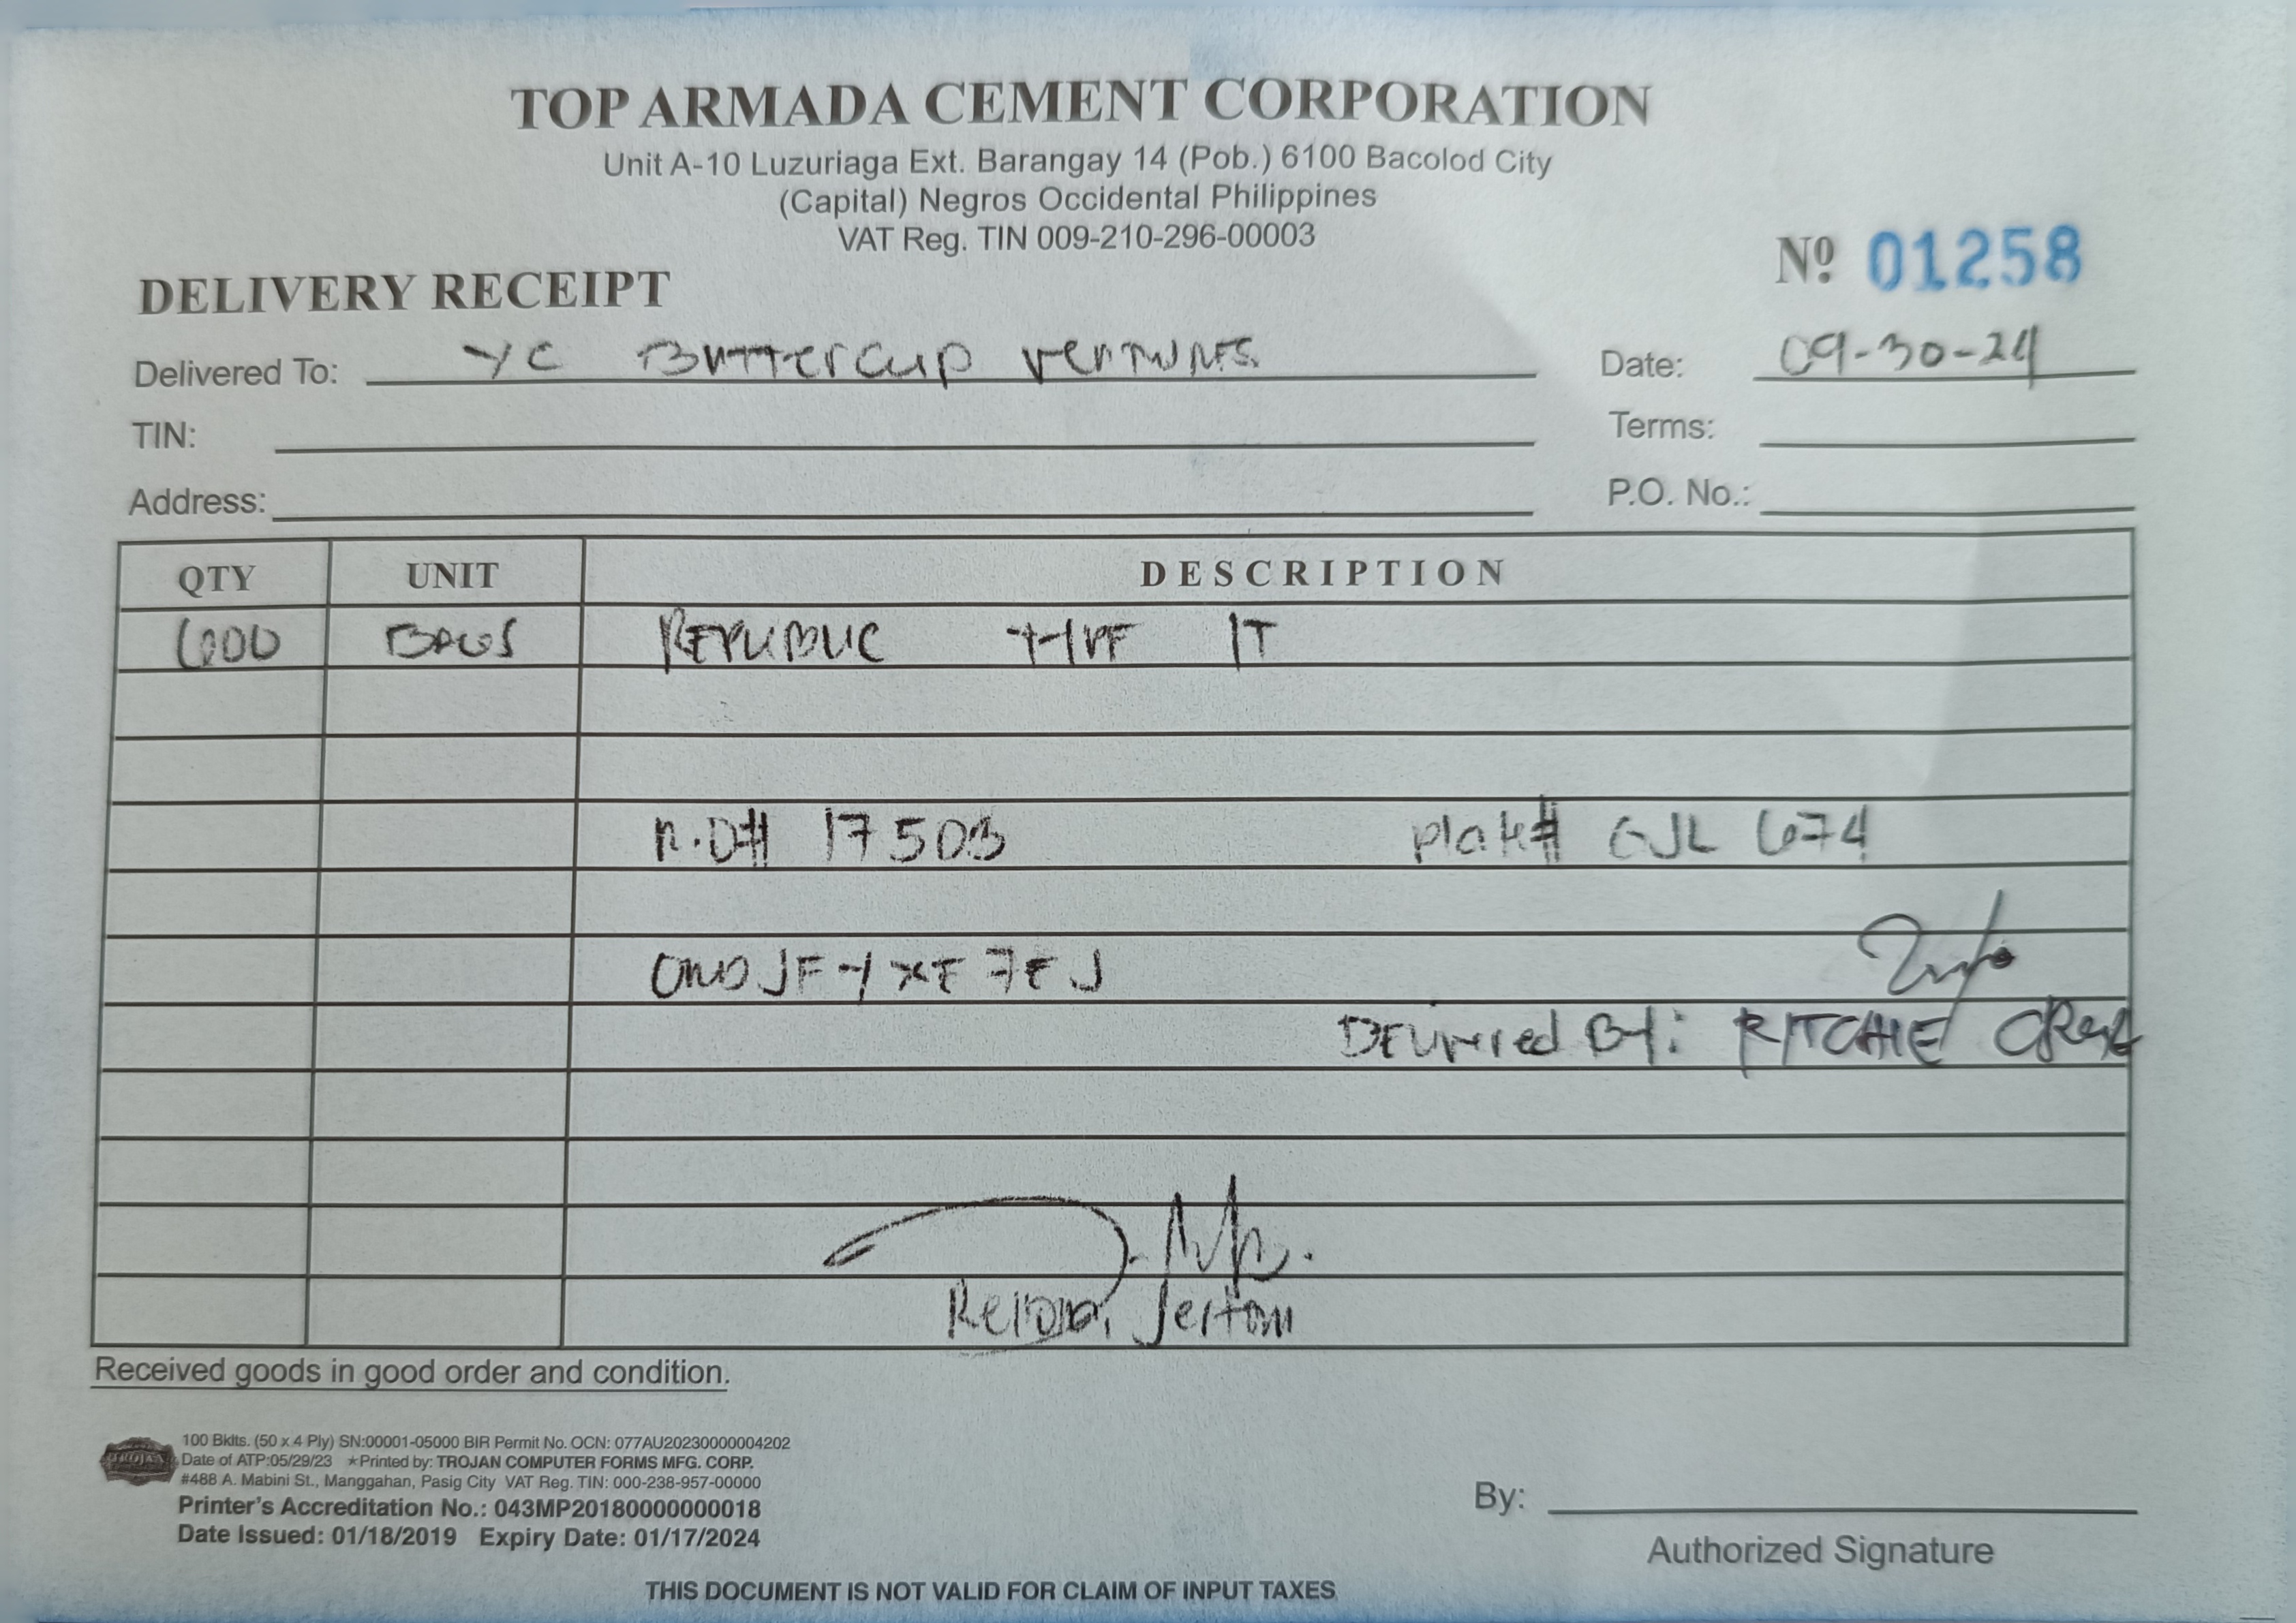 TOP ARMADA CEMENT CORPORATION
Unit A-10 Luzuriaga Ext. Barangay 14 (Pob.) 6100 Bacolod City
(Capital) Negros Occidental Philippines
VAT Reg. TIN 009-210-296-00003
Nº 01258
DELIVERY RECEIPT
Delivered To: YC Buttercup Ventures Date: 09-30-24
TIN: Terms:
Address: P.O. No.:
QTY UNIT DESCRIPTION
600 BAGS REPUBLIC 1T
17503 Plate# GJL 674
Delivered By: RITCHIE
Received goods in good order and condition.
TROJAN
100 Bklts. (50 x 4 Ply) SN:00001-05000 BIR Permit No. OCN: 077AU20230000004202
Date of ATP:05/29/23 ★Printed by: TROJAN COMPUTER FORMS MFG. CORP.
#488 A. Mabini St., Manggahan, Pasig City VAT Reg. TIN: 000-238-957-00000
Printer's Accreditation No.: 043MP20180000000018
Date Issued: 01/18/2019 Expiry Date: 01/17/2024
By:
Authorized Signature
THIS DOCUMENT IS NOT VALID FOR CLAIM OF INPUT TAXES